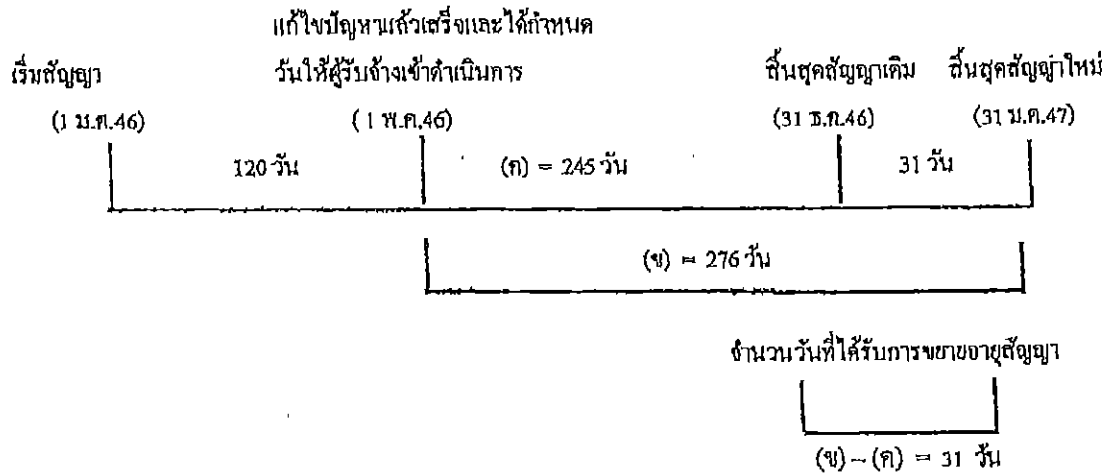 แก้ไขปัญหาแล้วเสร็จและได้กำหนด
เริ่มสัญญา วันให้ผู้รับจ้างเข้าดำเนินการ สิ้นสุดสัญญาเดิม สิ้นสุดสัญญาใหม่
(1 ม.ค.46) (1 พ.ค.46) (31 ธ.ค.46) (31 ม.ค.47)
120 วัน (ค) = 245 วัน 31 วัน
(ข) = 276 วัน
จำนวนวันที่ได้รับการขยายอายุสัญญา
(ข) – (ค) = 31 วัน